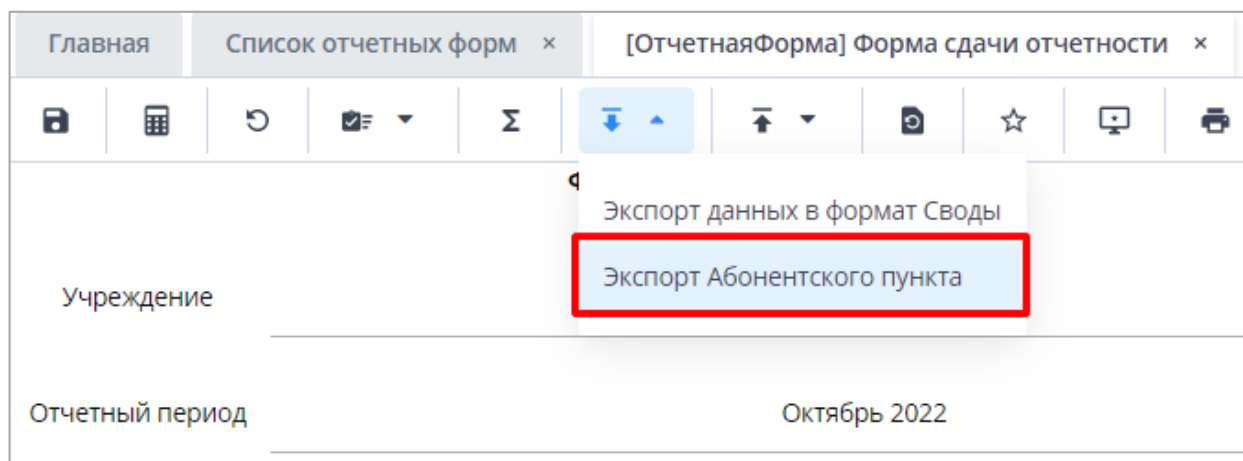 Главная Список отчетных форм × [ОтчетнаяФорма] Форма сдачи отчетности ×
Экспорт данных в формат Своды
Экспорт Абонентского пункта
Учреждение
Отчетный период Октябрь 2022